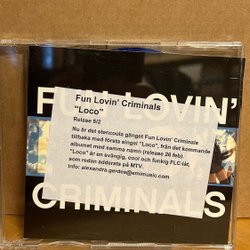 FUN LOVIN'
Fun Lovin' Criminals
"Loco"
Release 5/2
Nu är det stencoola gänget Fun Lovin' Criminals
tillbaka med första singel "Loco", från det kommande
albumet med samma namn (release 26 feb).
"Loco" är en svängig, cool och funkig FLC-låt,
som redan adderats på MTV.
Info: alexandra.gerdes@emimusic.com
CRIMINALS